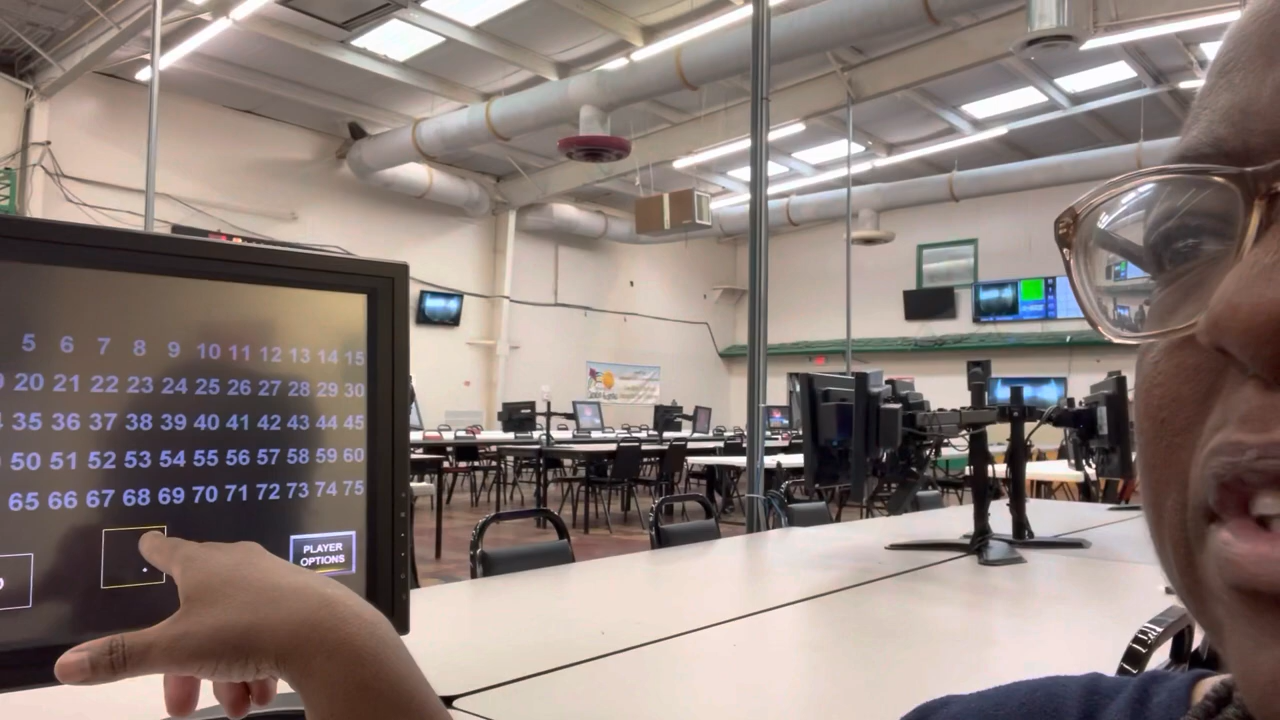 5 6 7 8 9 10 11 12 13 14 15
20 21 22 23 24 25 26 27 28 29 30
35 36 37 38 39 40 41 42 43 44 45
50 51 52 53 54 55 56 57 58 59 60
65 66 67 68 69 70 71 72 73 74 75
PLAYER
OPTIONS